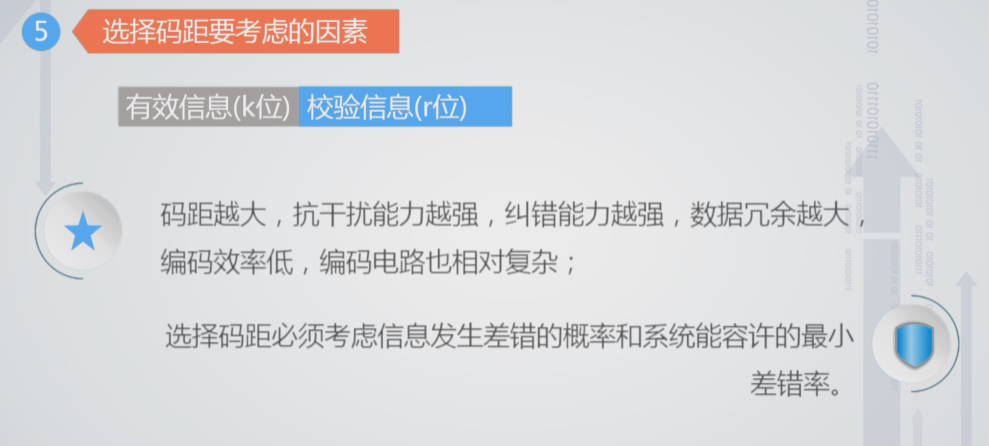 5
选择码距要考虑的因素
有效信息(k位) 校验信息(r位)
码距越大，抗干扰能力越强，纠错能力越强，数据冗余越大，
编码效率低，编码电路也相对复杂；
选择码距必须考虑信息发生差错的概率和系统能容许的最小
差错率。